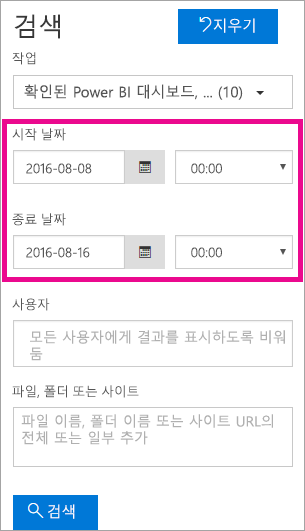 검색
지우기
작업
확인된 Power BI 대시보드, ... (10)
시작 날짜
2016-08-08
00:00
종료 날짜
2016-08-16
00:00
사용자
모든 사용자에게 결과를 표시하도록 비워
둠
파일, 폴더 또는 사이트
파일 이름, 폴더 이름 또는 사이트 URL의
전체 또는 일부 추가
검색